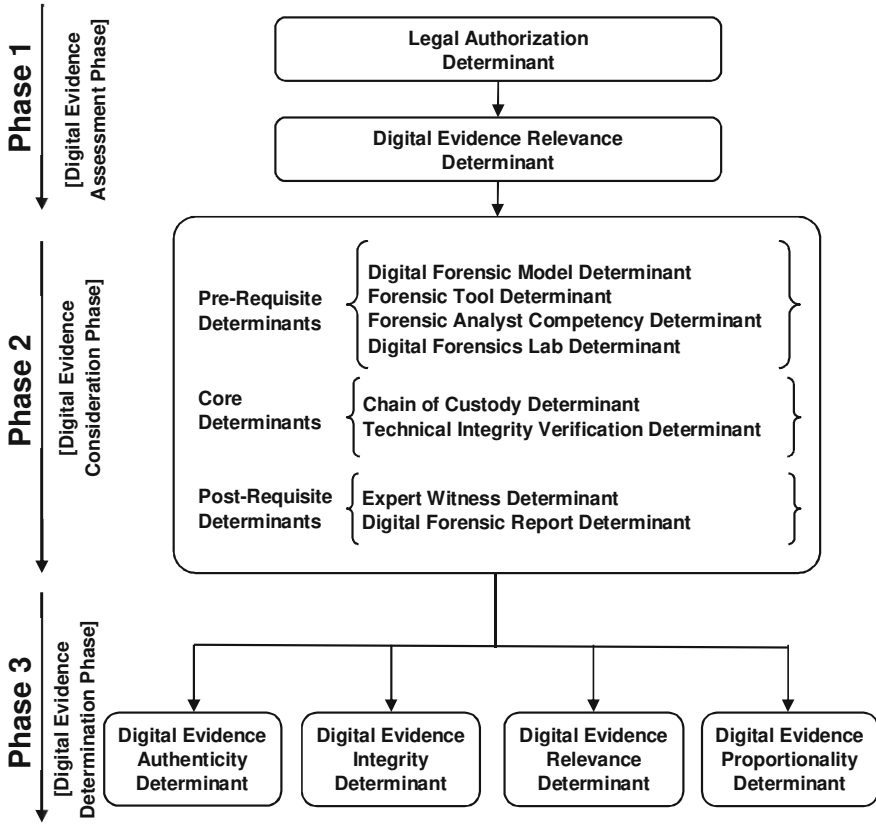 Phase 1
[Digital Evidence
Assessment Phase]
Legal Authorization
Determinant
Digital Evidence Relevance
Determinant
Phase 2
[Digital Evidence
Consideration Phase]
Pre-Requisite
Determinants
Digital Forensic Model Determinant
Forensic Tool Determinant
Forensic Analyst Competency Determinant
Digital Forensics Lab Determinant
Core
Determinants
Chain of Custody Determinant
Technical Integrity Verification Determinant
Post-Requisite
Determinants
Expert Witness Determinant
Digital Forensic Report Determinant
Phase 3
[Digital Evidence
Determination Phase]
Digital Evidence
Authenticity
Determinant
Digital Evidence
Integrity
Determinant
Digital Evidence
Relevance
Determinant
Digital Evidence
Proportionality
Determinant